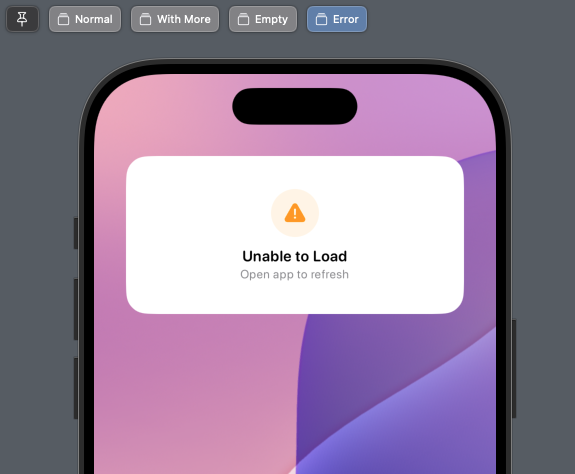 Normal
With More
Empty
Error
Unable to Load
Open app to refresh